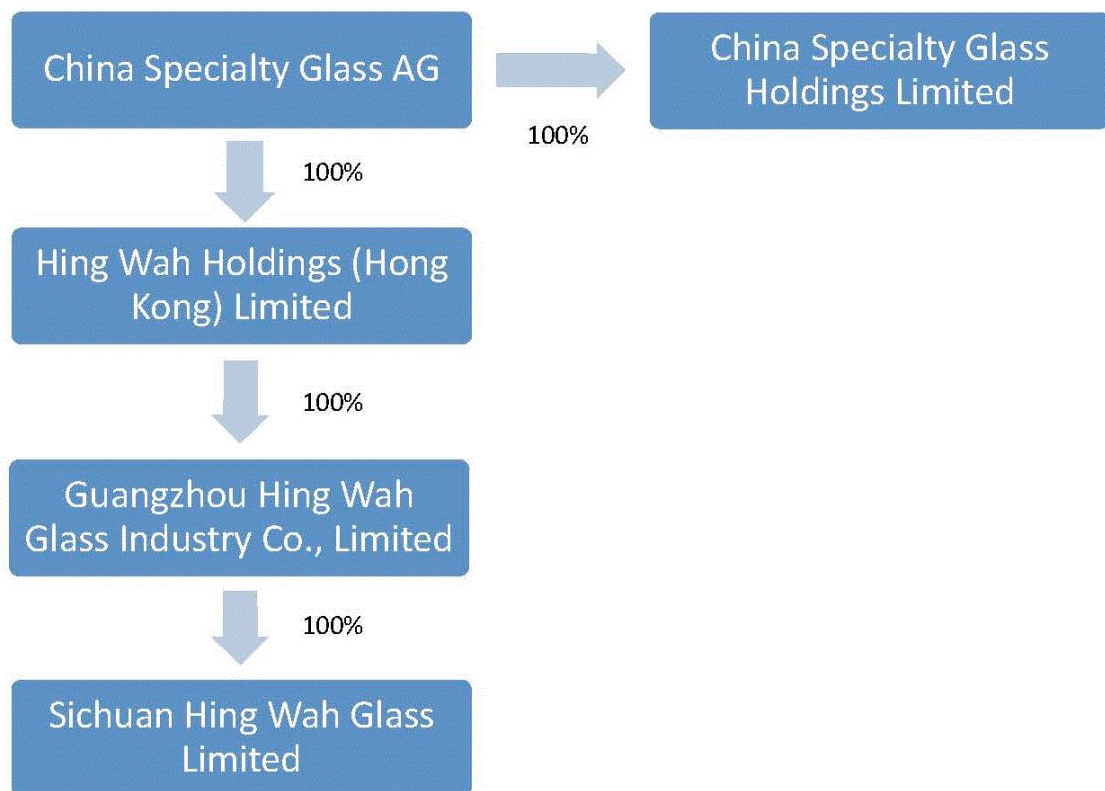 China Specialty Glass AG
China Specialty Glass
Holdings Limited
100%
100%
Hing Wah Holdings (Hong
Kong) Limited
100%
Guangzhou Hing Wah
Glass Industry Co., Limited
100%
Sichuan Hing Wah Glass
Limited